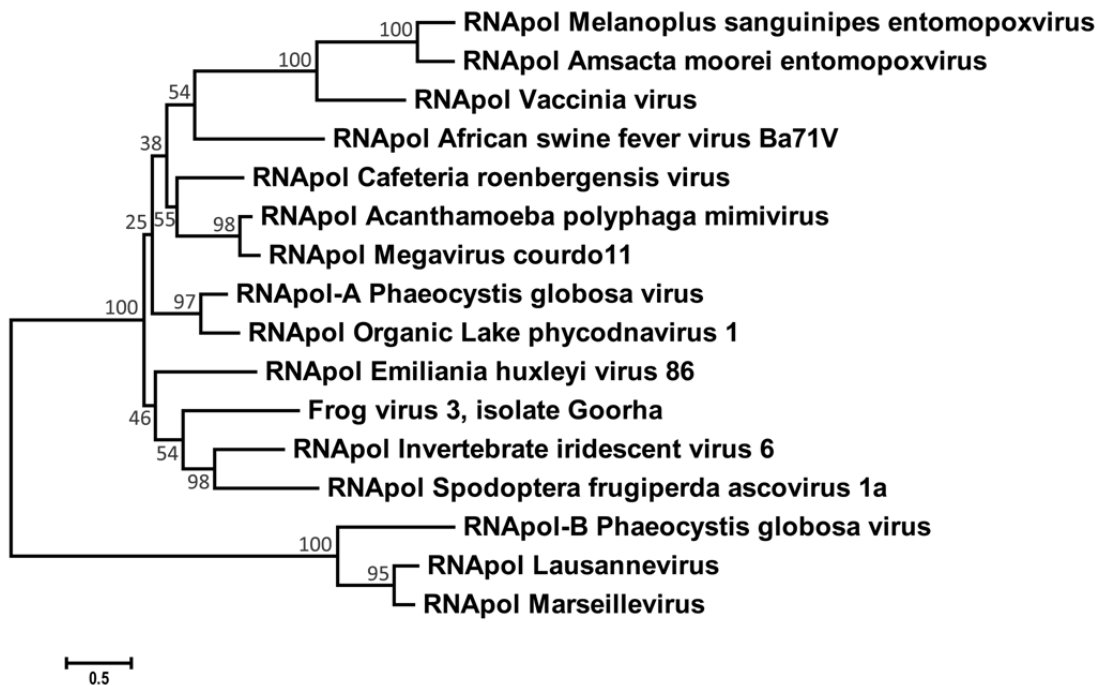 RNApol Melanoplus sanguinipes entomopoxvirus
100
RNApol Amsacta moorei entomopoxvirus
100
RNApol Vaccinia virus
54
RNApol African swine fever virus Ba71V
38
RNApol Cafeteria roenbergensis virus
RNApol Acanthamoeba polyphaga mimivirus
25
55
98
RNApol Megavirus courdo11
RNApol-A Phaeocystis globosa virus
100
97
RNApol Organic Lake phycodnavirus 1
RNApol Emiliania huxleyi virus 86
46
Frog virus 3, isolate Goorha
54
RNApol Invertebrate iridescent virus 6
98
RNApol Spodoptera frugiperda ascovirus 1a
RNApol-B Phaeocystis globosa virus
100
RNApol Lausannevirus
95
RNApol Marseillevirus
0.5